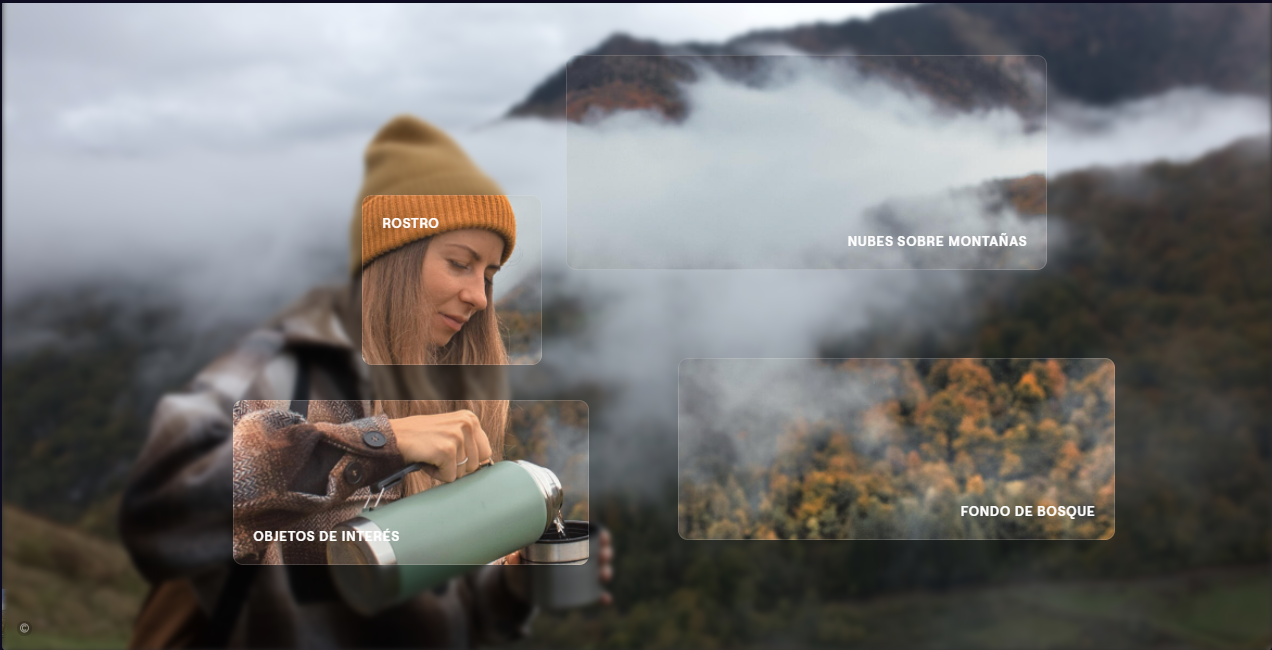 ROSTRO
NUBES SOBRE MONTAÑAS
OBJETOS DE INTERÉS
FONDO DE BOSQUE
©